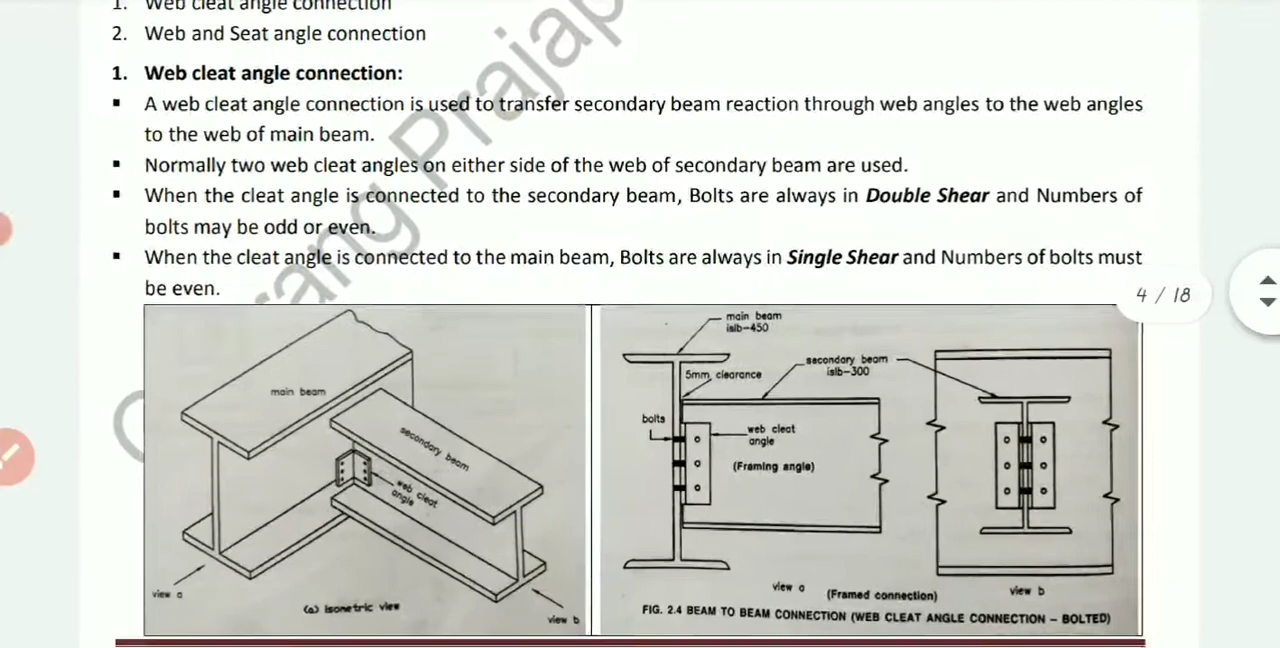 1. Web cleat angle connection
2. Web and Seat angle connection
1. Web cleat angle connection:
▪ A web cleat angle connection is used to transfer secondary beam reaction through web angles to the web angles
to the web of main beam.
▪ Normally two web cleat angles on either side of the web of secondary beam are used.
▪ When the cleat angle is connected to the secondary beam, Bolts are always in Double Shear and Numbers of
bolts may be odd or even.
▪ When the cleat angle is connected to the main beam, Bolts are always in Single Shear and Numbers of bolts must
be even.
4 / 18
main beam
secondary beam
web cleat
angle
view a
(a) isometric view
view b
main beam
islb-450
5mm clearance
secondary beam
islb-300
bolts
web cleat
angle
(Framing angle)
view a
(Framed connection)
view b
FIG. 2.4 BEAM TO BEAM CONNECTION (WEB CLEAT ANGLE CONNECTION – BOLTED)